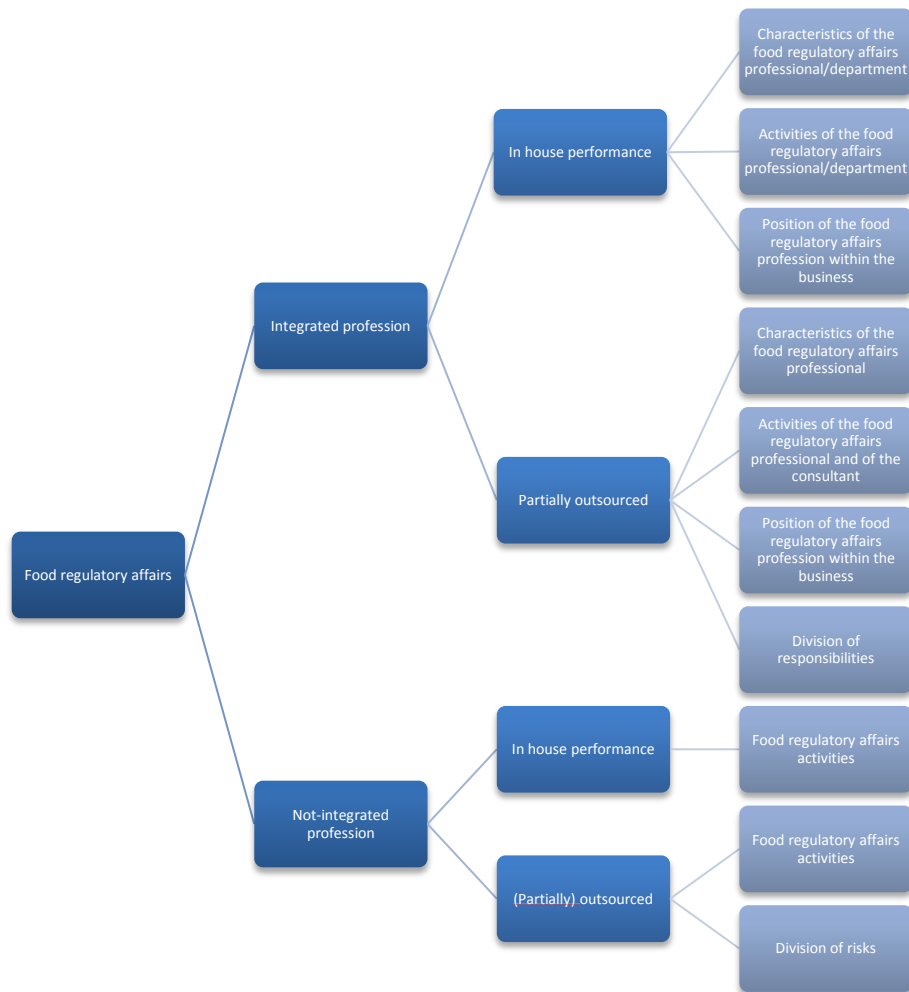 Characteristics of the
food regulatory affairs
professional/department
In house performance
Activities of the food
regulatory affairs
professional/department
Position of the food
regulatory affairs
profession within the
business
Integrated profession
Characteristics of the
food regulatory affairs
professional
Partially outsourced
Activities of the food
regulatory affairs
professional and of the
consultant
Position of the food
regulatory affairs
profession within the
business
Division of
responsibilities
Food regulatory affairs
Not-integrated
profession
In house performance
Food regulatory affairs
activities
(Partially) outsourced
Food regulatory affairs
activities
Division of risks